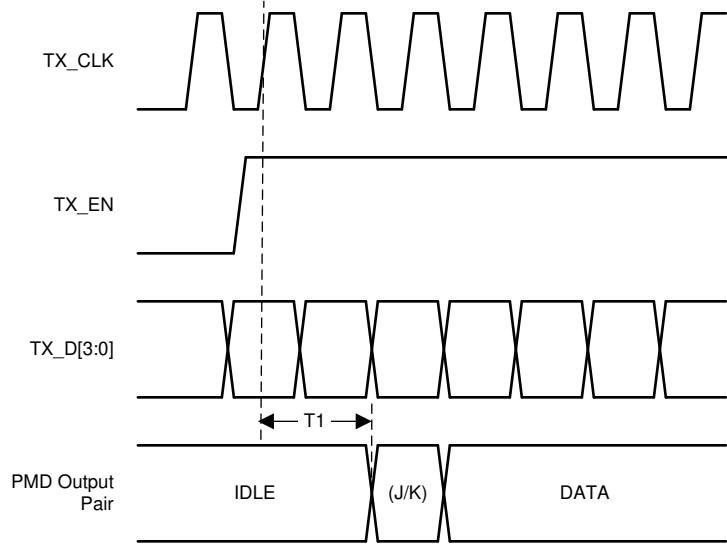 TX_CLK
TX_EN
TX_D[3:0]
T1
PMD Output
Pair
IDLE
(J/K)
DATA